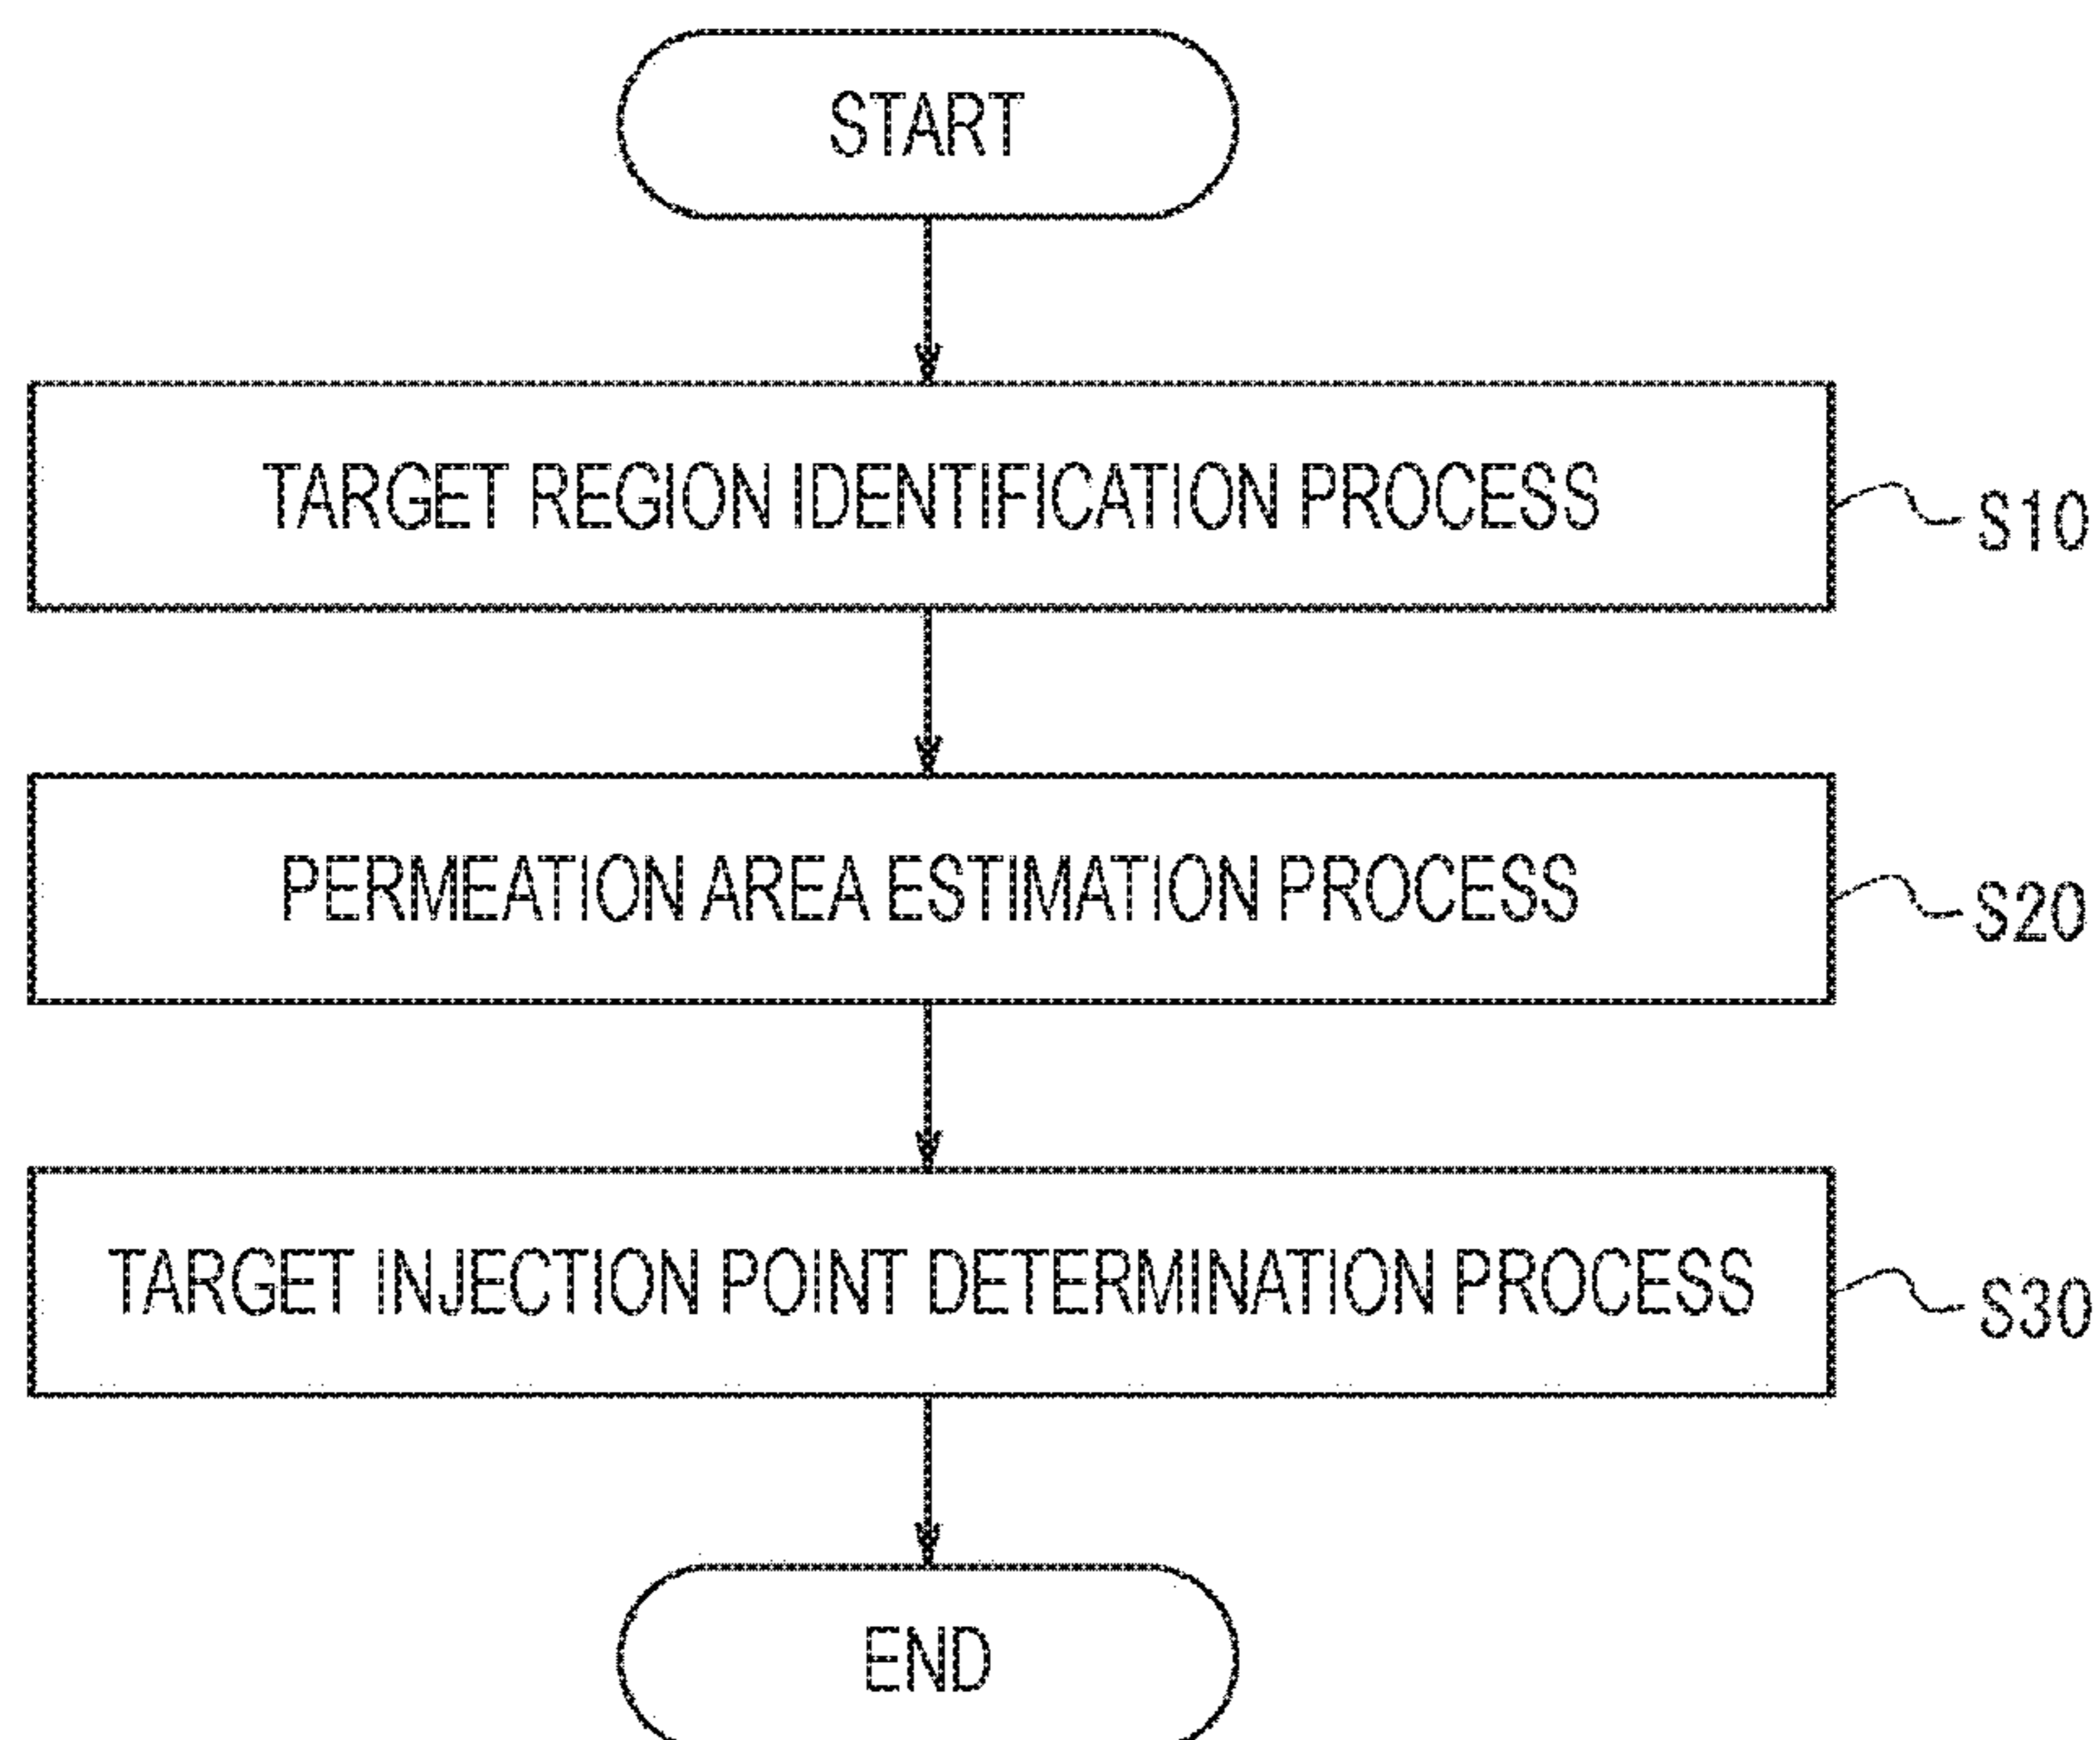 START
TARGET REGION IDENTIFICATION PROCESS
S10
PERMEATION AREA ESTIMATION PROCESS
S20
TARGET INJECTION POINT DETERMINATION PROCESS
S30
END